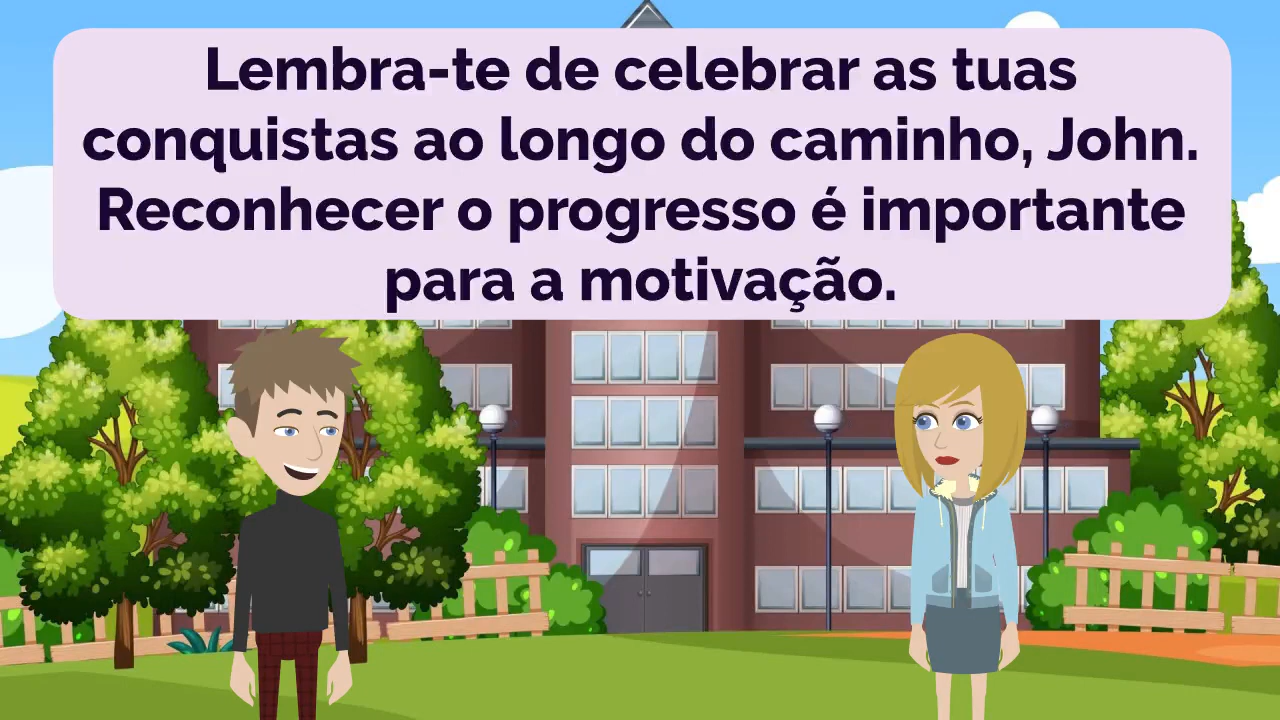 Lembra-te de celebrar as tuas
conquistas ao longo do caminho, John.
Reconhecer o progresso é importante
para a motivação.